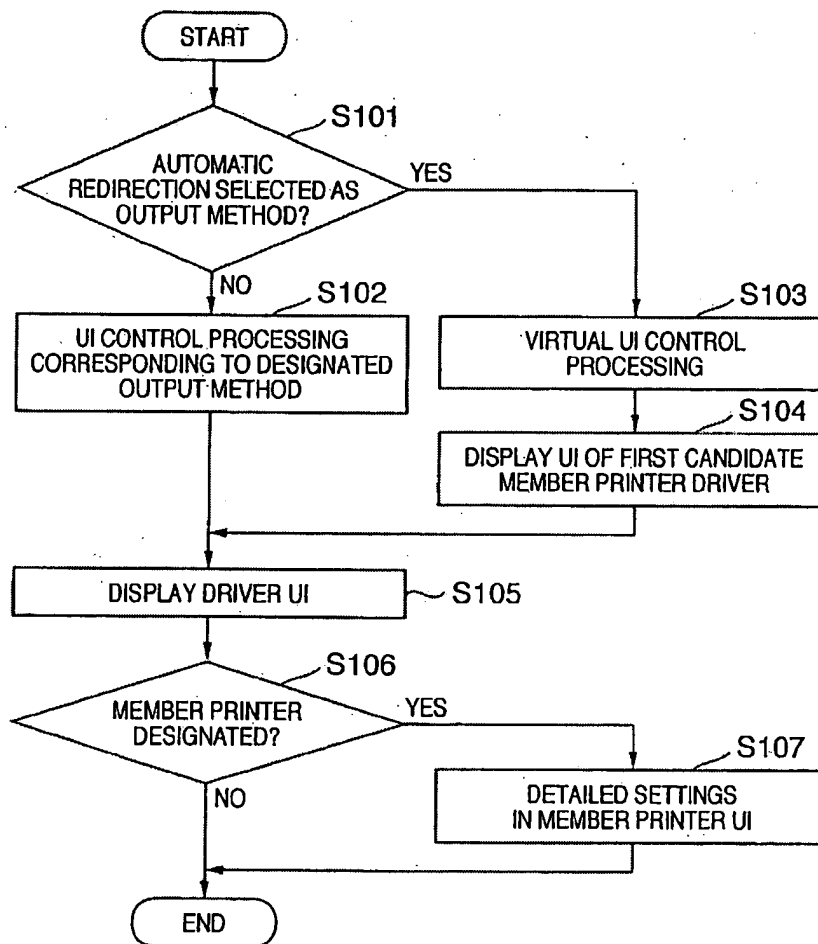 START
S101
AUTOMATIC
REDIRECTION SELECTED AS
OUTPUT METHOD?
YES
NO
S102
UI CONTROL PROCESSING
CORRESPONDING TO DESIGNATED
OUTPUT METHOD
S103
VIRTUAL UI CONTROL
PROCESSING
S104
DISPLAY UI OF FIRST CANDIDATE
MEMBER PRINTER DRIVER
DISPLAY DRIVER UI
S105
S106
MEMBER PRINTER
DESIGNATED?
YES
NO
S107
DETAILED SETTINGS
IN MEMBER PRINTER UI
END